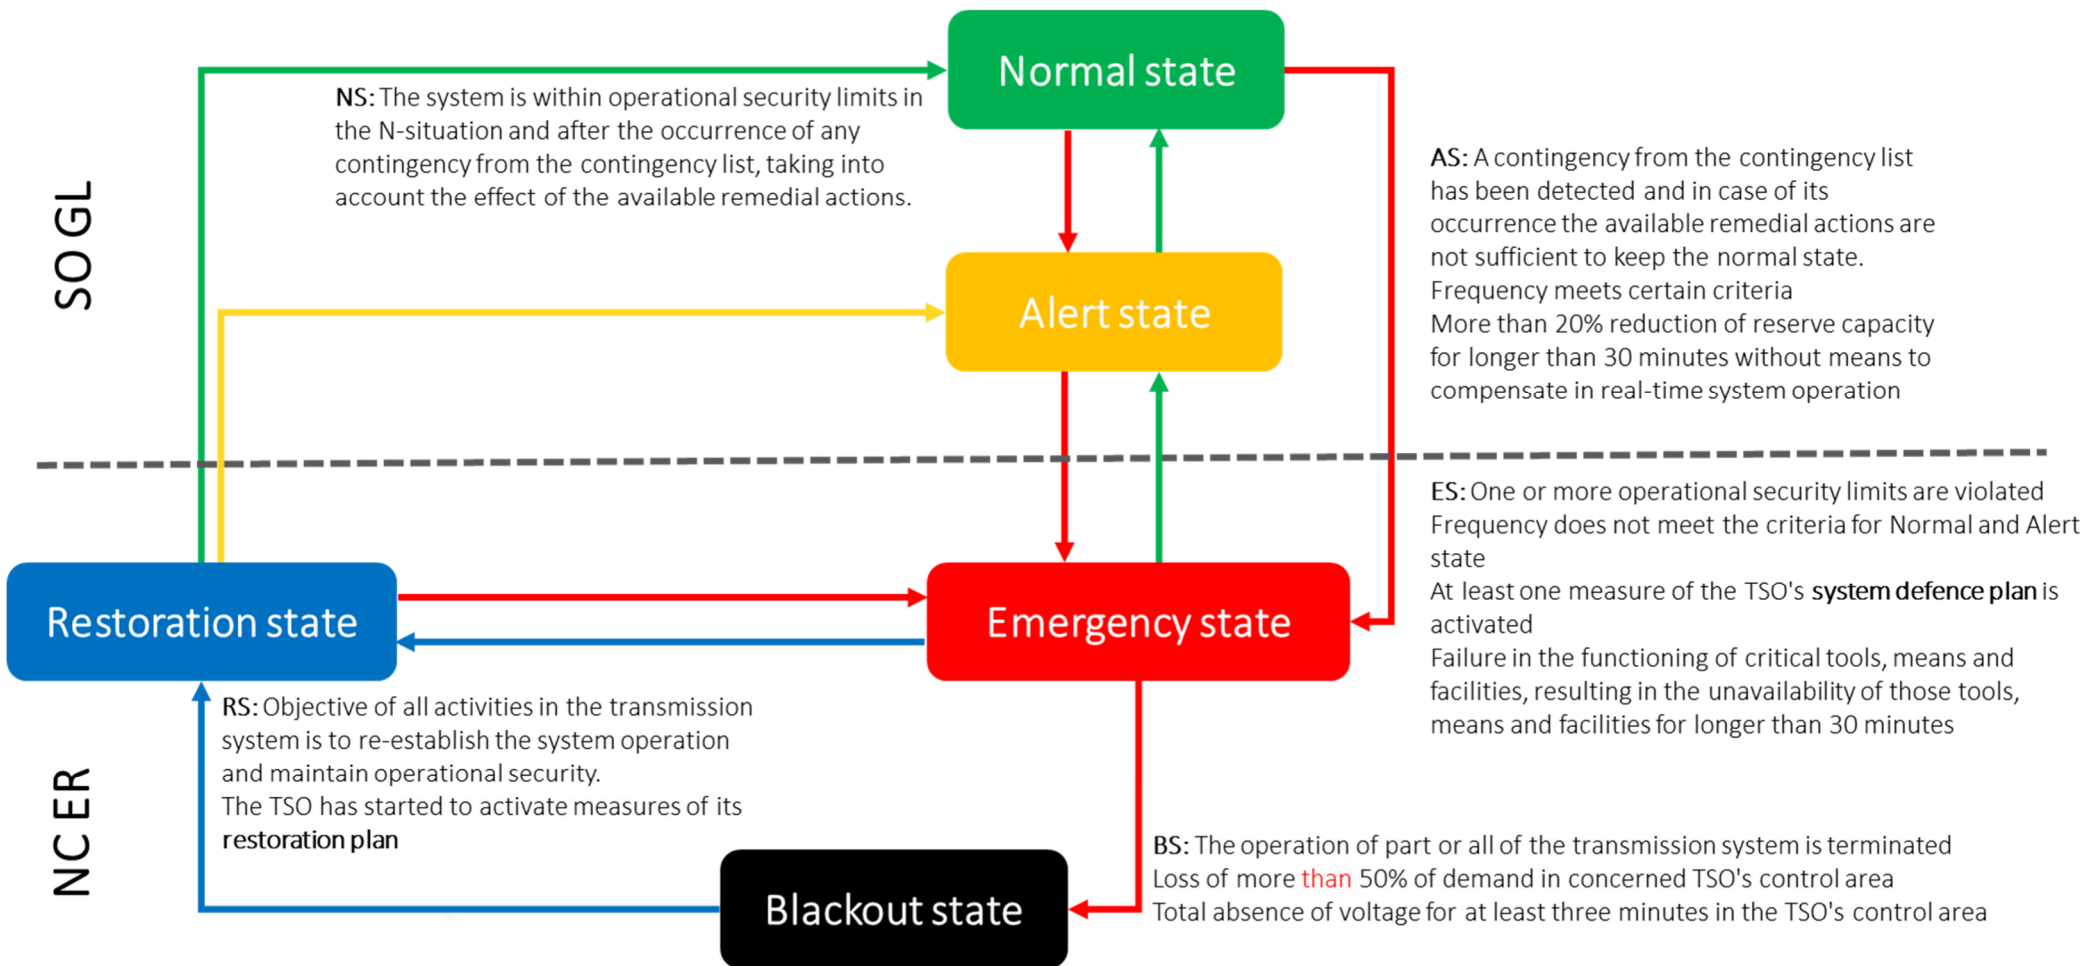 Normal state
NS: The system is within operational security limits in
the N-situation and after the occurrence of any
contingency from the contingency list, taking into
account the effect of the available remedial actions.
SO GL
AS: A contingency from the contingency list
has been detected and in case of its
occurrence the available remedial actions are
not sufficient to keep the normal state.
Frequency meets certain criteria
More than 20% reduction of reserve capacity
for longer than 30 minutes without means to
compensate in real-time system operation
Alert state
ES: One or more operational security limits are violated
Frequency does not meet the criteria for Normal and Alert
state
At least one measure of the TSO's system defence plan is
activated
Failure in the functioning of critical tools, means and
facilities, resulting in the unavailability of those tools,
means and facilities for longer than 30 minutes
Restoration state
Emergency state
RS: Objective of all activities in the transmission
system is to re-establish the system operation
and maintain operational security.
The TSO has started to activate measures of its
restoration plan
NC ER
BS: The operation of part or all of the transmission system is terminated
Loss of more than 50% of demand in concerned TSO's control area
Total absence of voltage for at least three minutes in the TSO's control area
Blackout state